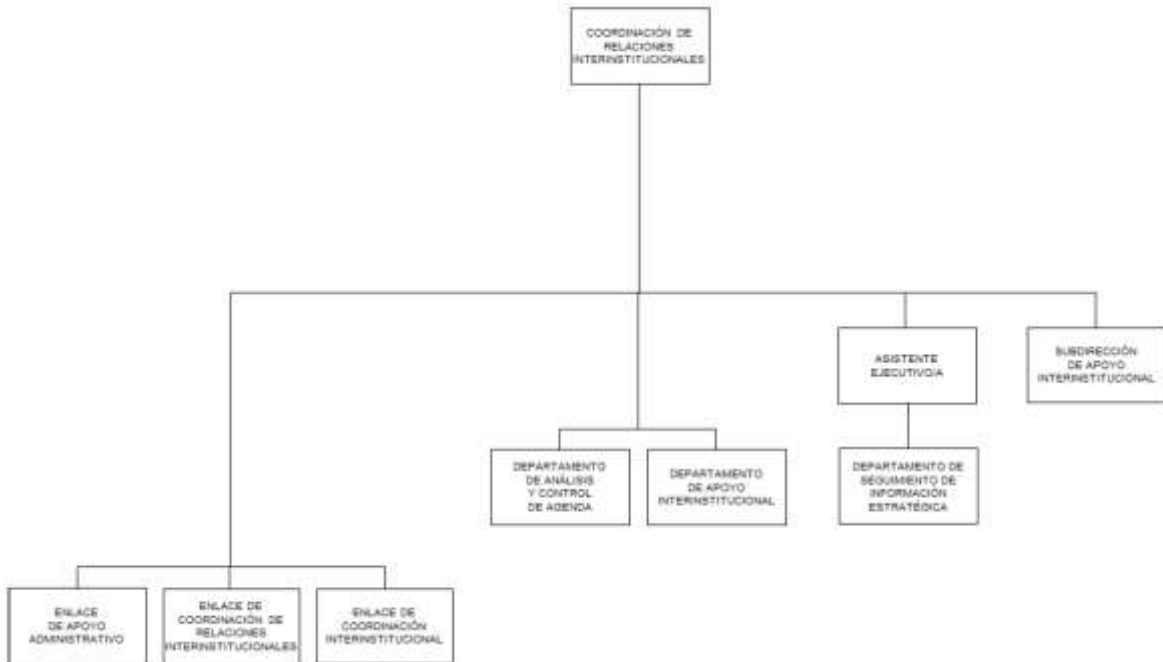 COORDINACIÓN DE
RELACIONES
INTERINSTITUCIONALES
ASISTENTE
EJECUTIVO/A
SUBDIRECCIÓN
DE APOYO
INTERINSTITUCIONAL
DEPARTAMENTO
DE ANÁLISIS
Y CONTROL
DE AGENDA
DEPARTAMENTO
DE APOYO
INTERINSTITUCIONAL
DEPARTAMENTO DE
SEGUIMIENTO DE
INFORMACIÓN
ESTRATÉGICA
ENLACE
DE APOYO
ADMINISTRATIVO
ENLACE DE
COORDINACIÓN DE
RELACIONES
INTERINSTITUCIONALES
ENLACE DE
COORDINACIÓN
INTERINSTITUCIONAL